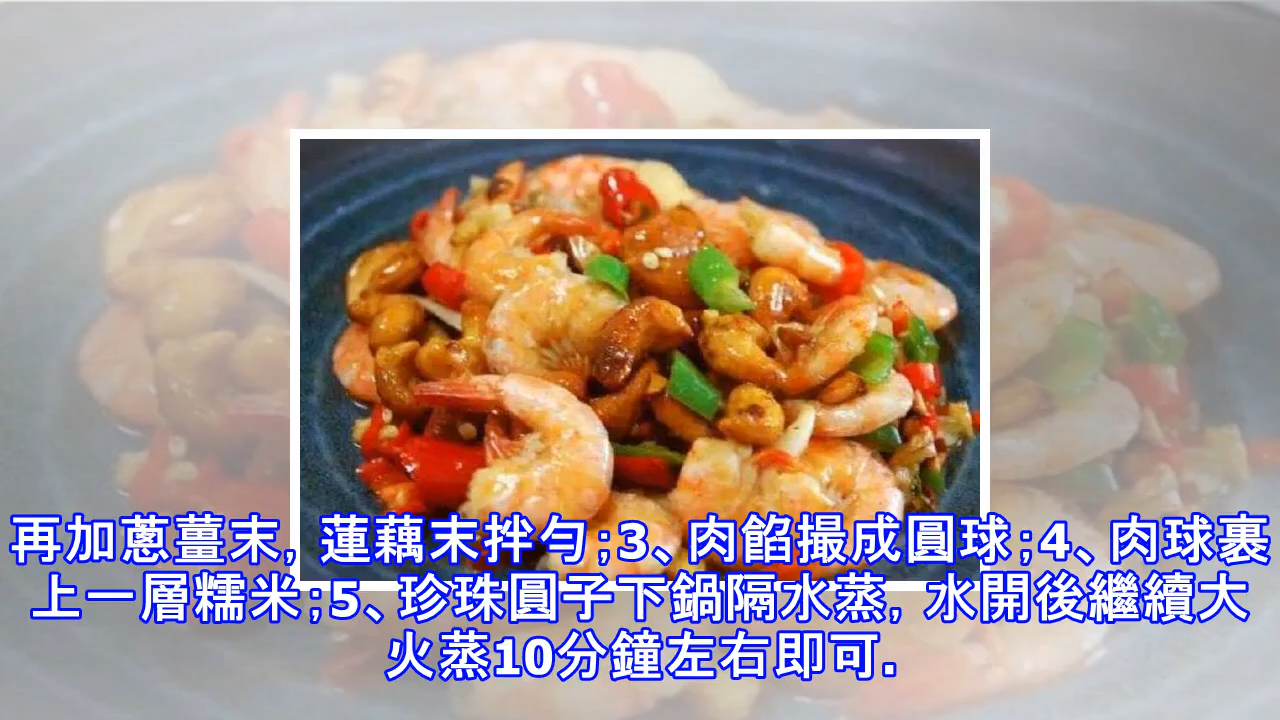 再加蔥薑末, 蓮藕末拌勻;3、肉餡撮成圓球;4、肉球裹
上一層糯米;5、珍珠圓子下鍋隔水蒸, 水開後繼續大
火蒸10分鐘左右即可.